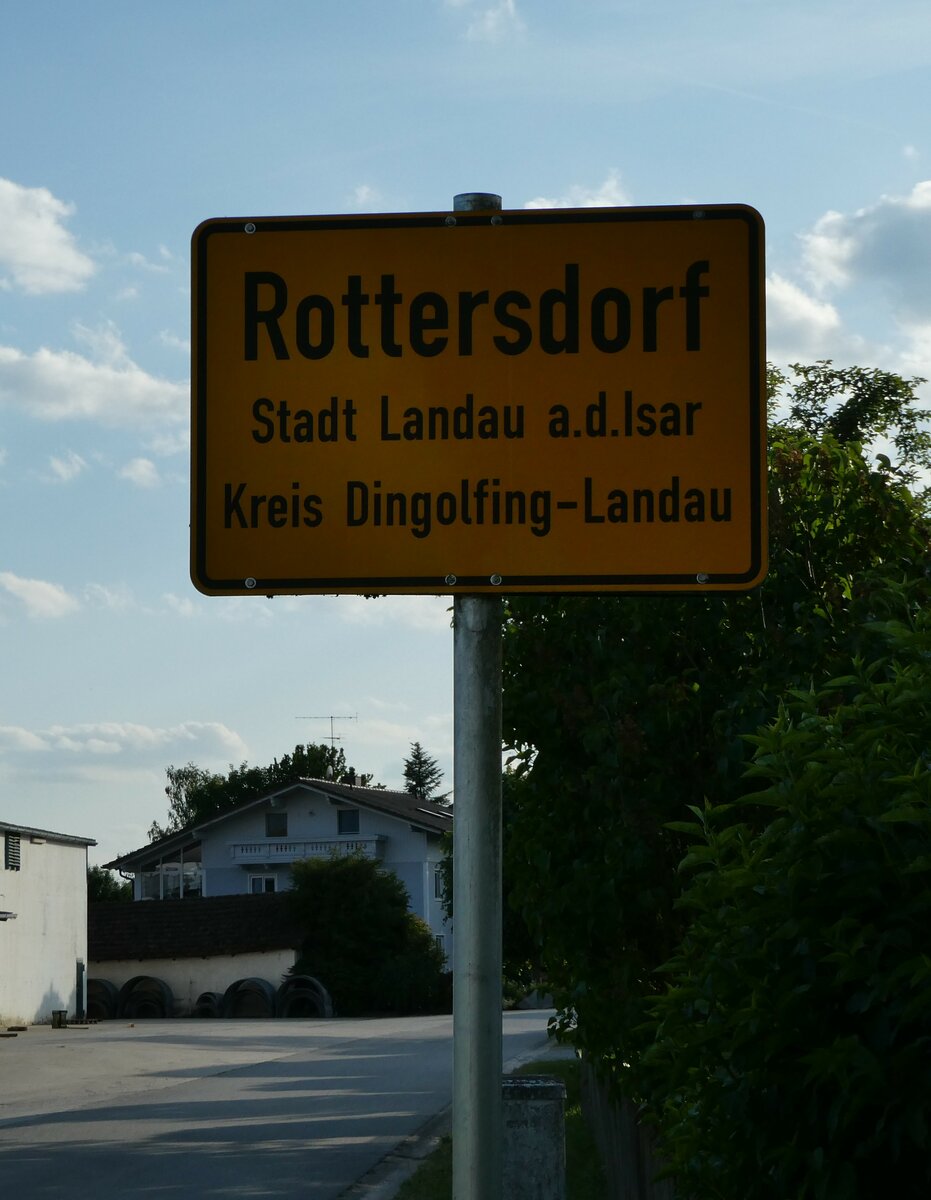 Rottersdorf
Stadt Landau a.d.Isar
Kreis Dingolfing-Landau